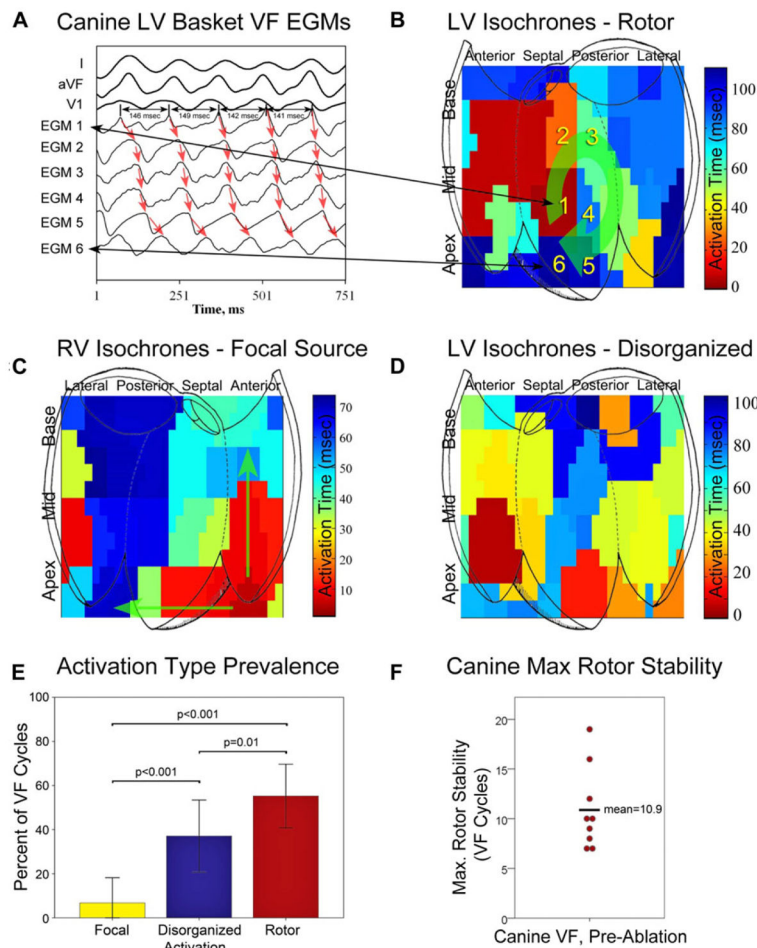 A Canine LV Basket VF EGMs
I
aVF
V1
146 msec 149 msec 142 msec 141 msec
EGM 1
EGM 2
EGM 3
EGM 4
EGM 5
EGM 6
1 251 501 751
Time, ms
B LV Isochrones - Rotor
Anterior Septal Posterior Lateral
Base
Mid
Apex
2 3
1 4
6 5
100
80
60
40
20
0
Activation Time (msec)
C RV Isochrones - Focal Source
Lateral Posterior Septal Anterior
Base
Mid
Apex
70
60
50
40
30
20
10
Activation Time (msec)
D LV Isochrones - Disorganized
Anterior Septal Posterior Lateral
Base
Mid
Apex
100
80
60
40
20
0
Activation Time (msec)
E Activation Type Prevalence
Percent of VF Cycles
100
80
60
40
20
0
p<0.001
p=0.01
p<0.001
Focal Disorganized Rotor
Activation
F Canine Max Rotor Stability
Max. Rotor Stability
(VF Cycles)
20
15
10
5
0
mean=10.9
Canine VF, Pre-Ablation